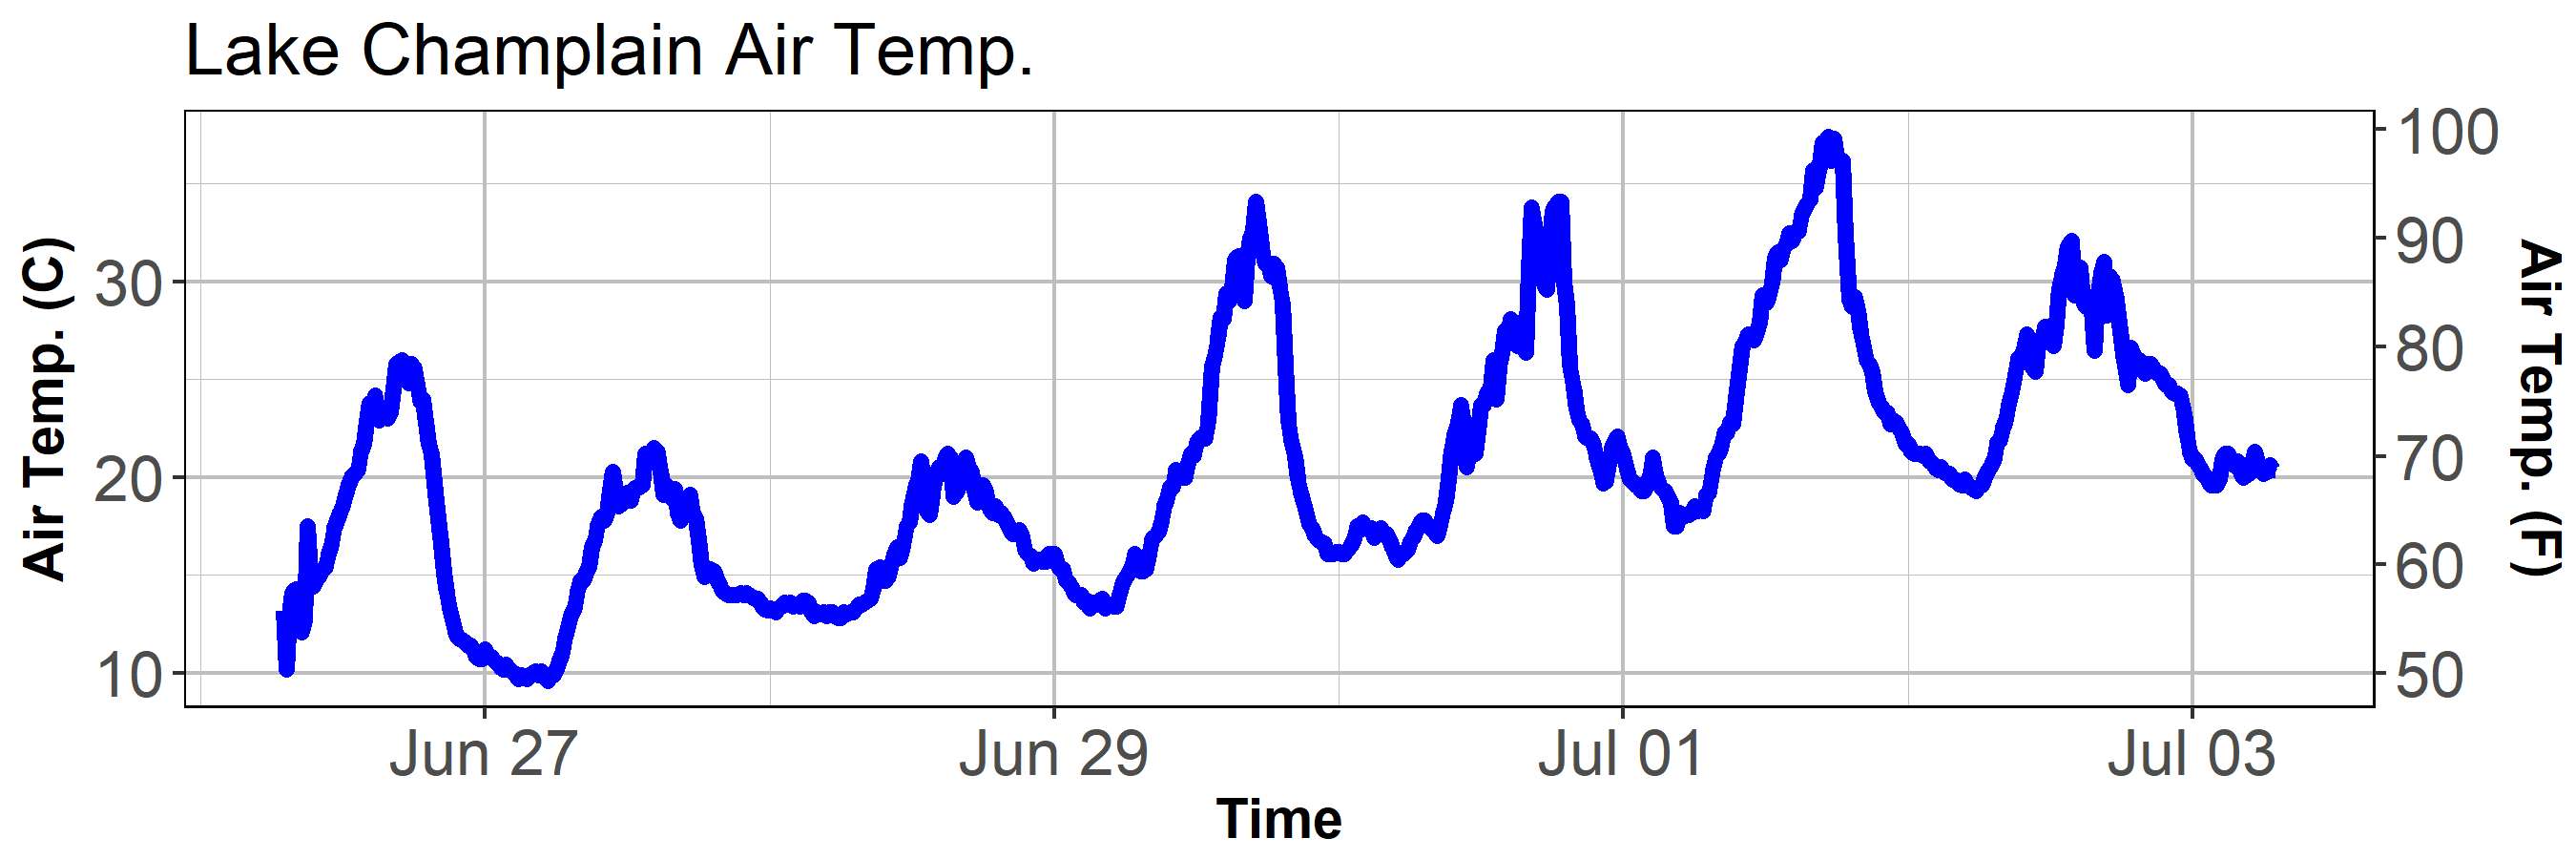 Lake Champlain Air Temp.
Air Temp. (C)
30
20
10
100
90
80
70
60
50
Air Temp. (F)
Jun 27
Jun 29
Jul 01
Jul 03
Time